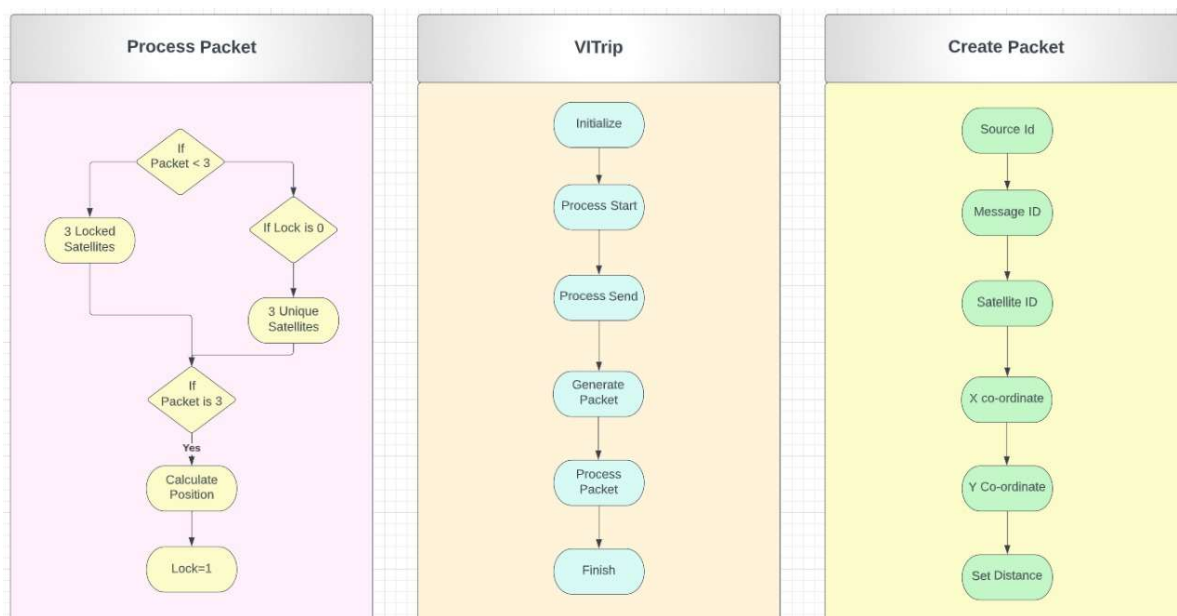 Process Packet
If
Packet < 3
3 Locked
Satellites
If Lock is 0
3 Unique
Satellites
If
Packet is 3
Yes
Calculate
Position
Lock=1
VITrip
Initialize
Process Start
Process Send
Generate
Packet
Process
Packet
Finish
Create Packet
Source Id
Message ID
Satellite ID
X co-ordinate
Y Co-ordinate
Set Distance